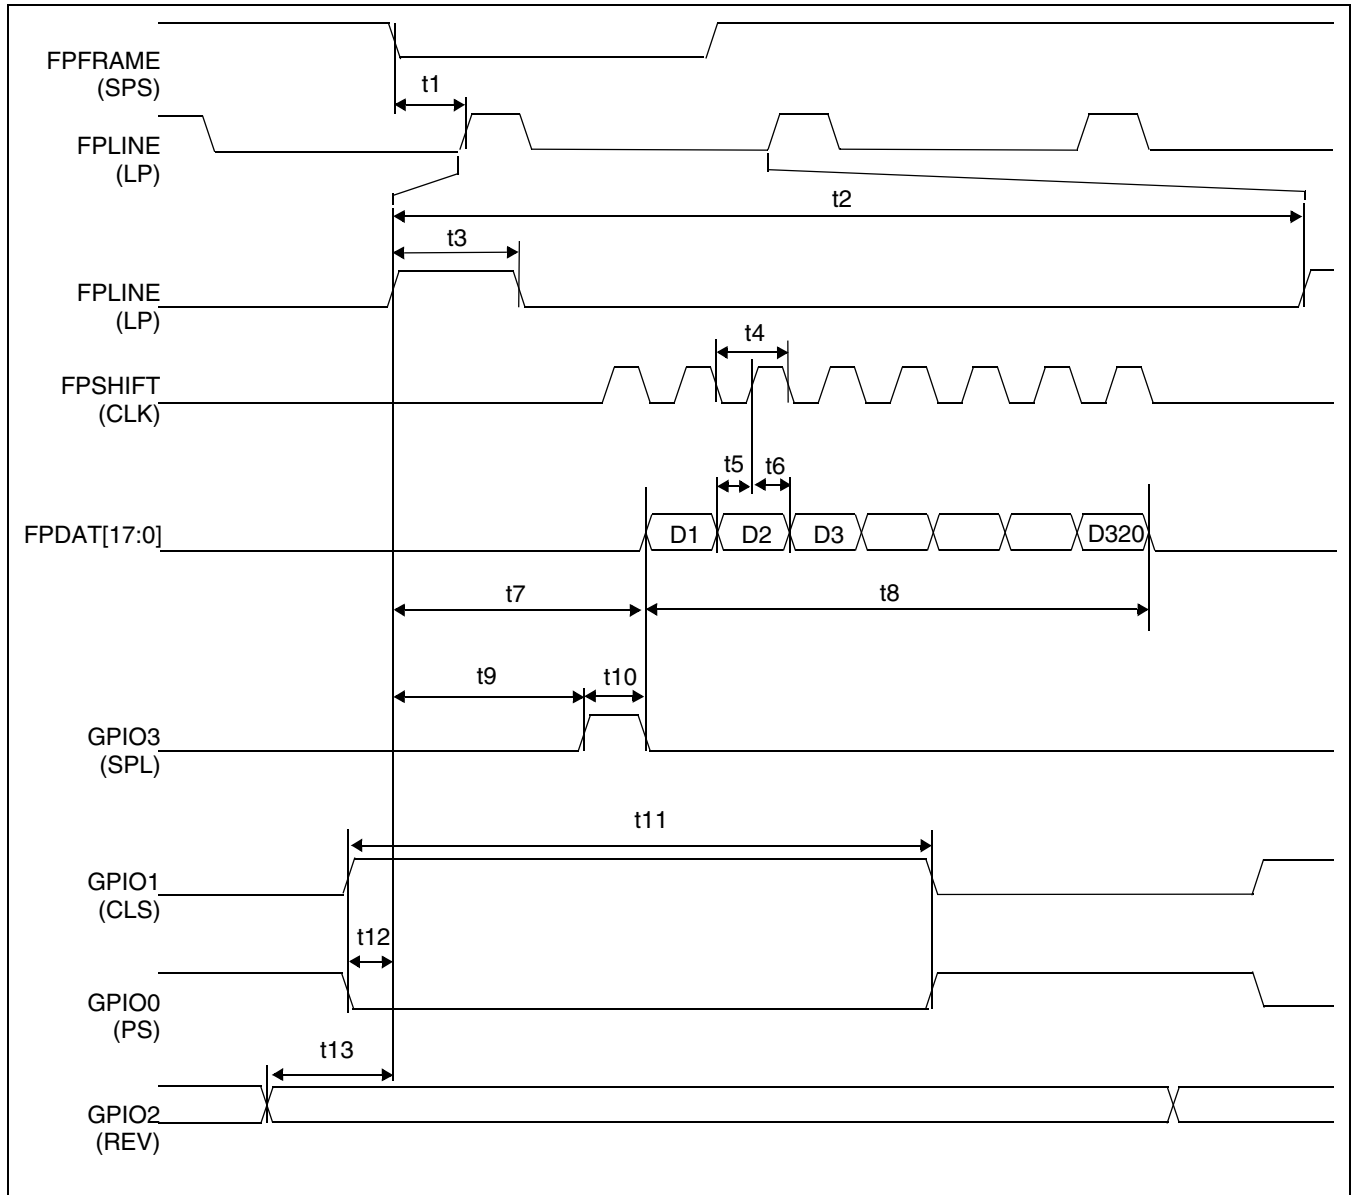 FPFRAME
(SPS)
t1
FPLINE
(LP)
t2
t3
FPLINE
(LP)
t4
FPSHIFT
(CLK)
t5
t6
FPDAT[17:0]
D1
D2
D3
D320
t7
t8
t9
t10
GPIO3
(SPL)
t11
GPIO1
(CLS)
t12
GPIO0
(PS)
t13
GPIO2
(REV)